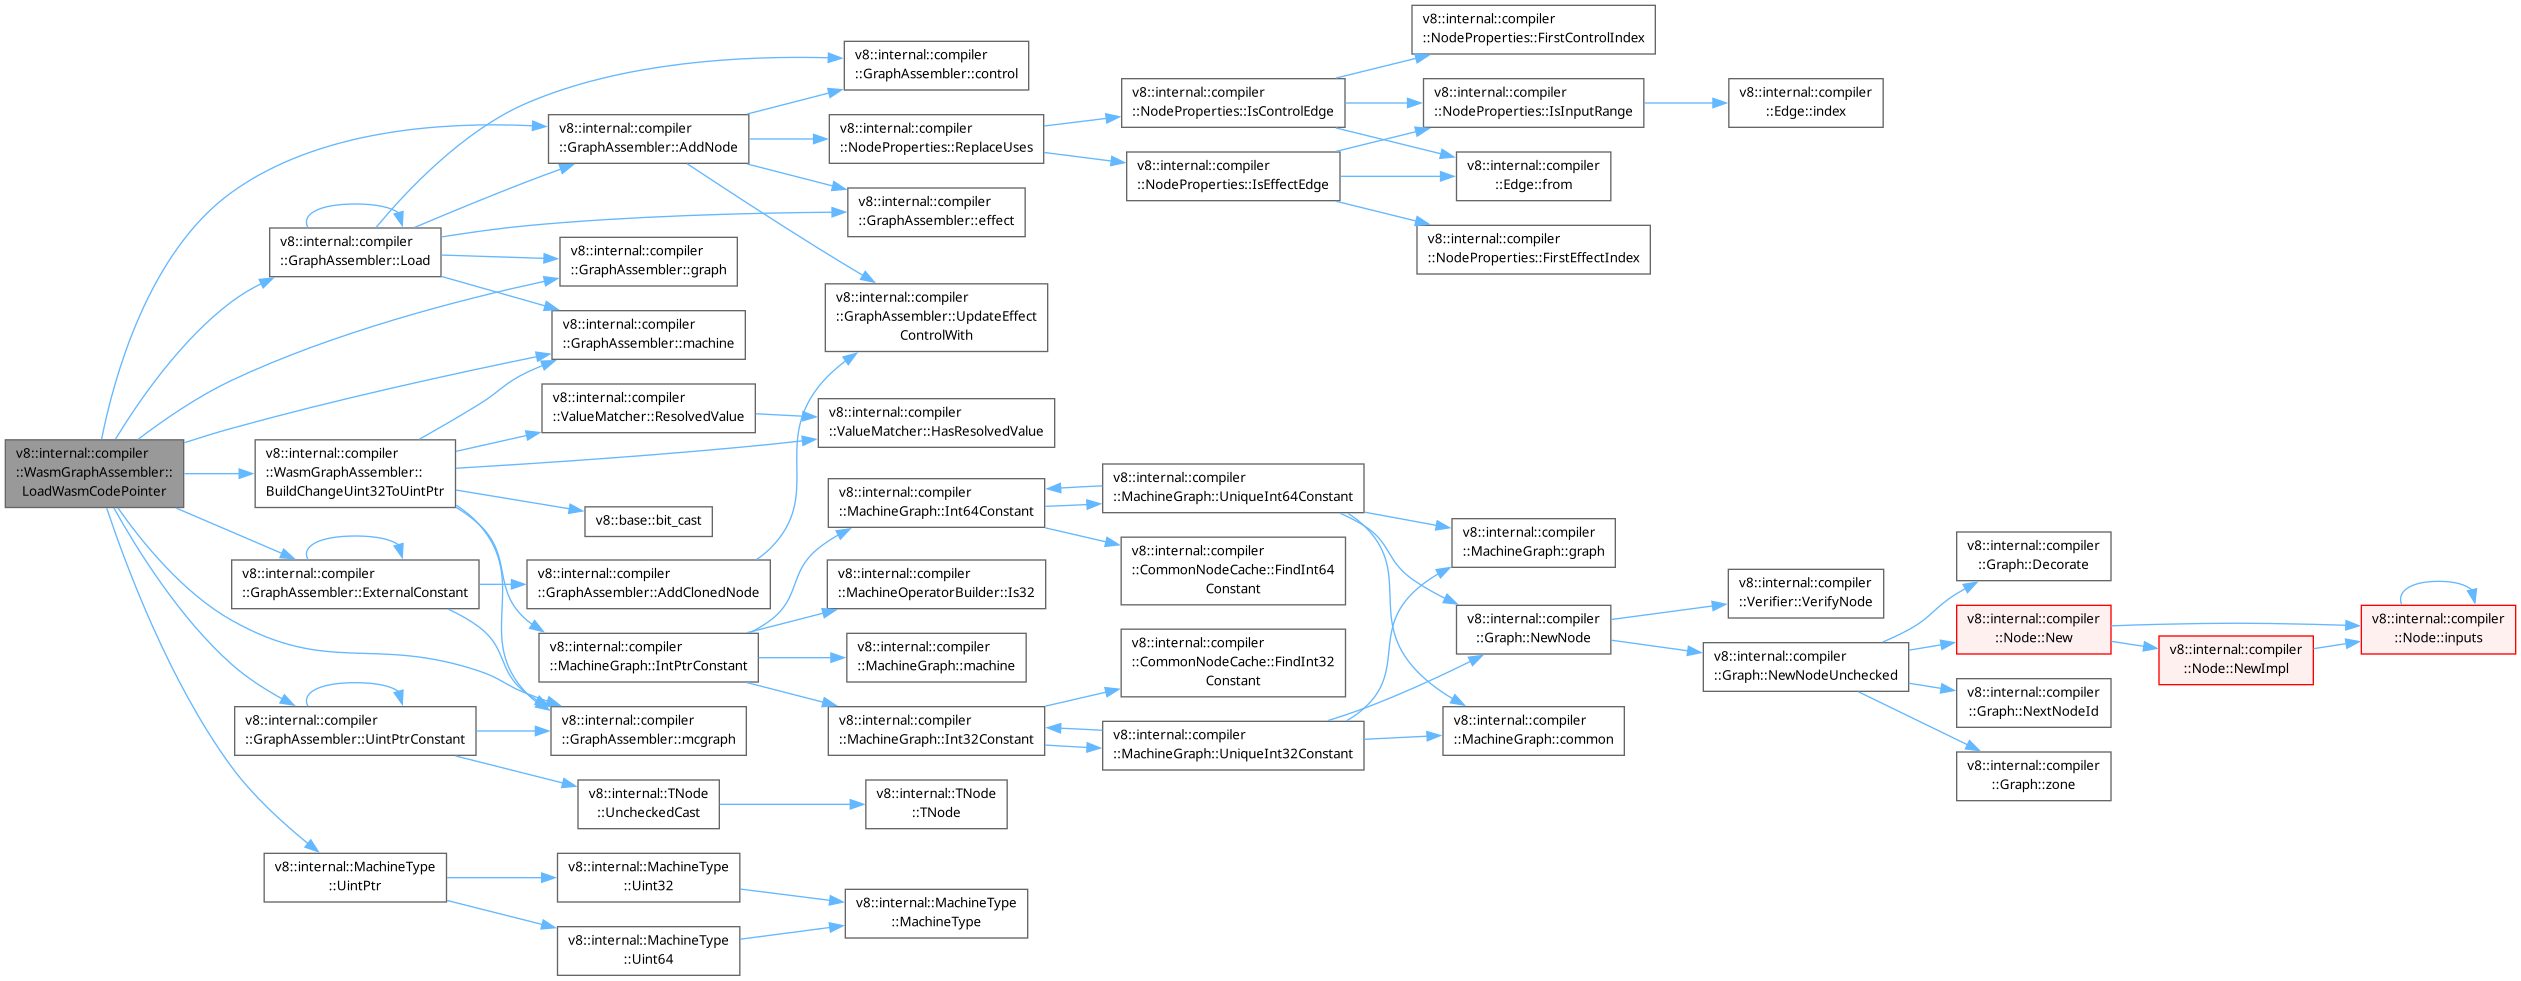 v8::internal::compiler
::WasmGraphAssembler::
LoadWasmCodePointer
v8::internal::compiler
::GraphAssembler::AddNode
v8::internal::compiler
::GraphAssembler::control
v8::internal::compiler
::NodeProperties::ReplaceUses
v8::internal::compiler
::NodeProperties::IsControlEdge
v8::internal::compiler
::NodeProperties::FirstControlIndex
v8::internal::compiler
::NodeProperties::IsInputRange
v8::internal::compiler
::Edge::index
v8::internal::compiler
::Edge::from
v8::internal::compiler
::NodeProperties::IsEffectEdge
v8::internal::compiler
::NodeProperties::FirstEffectIndex
v8::internal::compiler
::GraphAssembler::effect
v8::internal::compiler
::GraphAssembler::UpdateEffect
ControlWith
v8::internal::compiler
::GraphAssembler::Load
v8::internal::compiler
::GraphAssembler::graph
v8::internal::compiler
::GraphAssembler::machine
v8::internal::compiler
::WasmGraphAssembler::
BuildChangeUint32ToUintPtr
v8::internal::compiler
::ValueMatcher::ResolvedValue
v8::internal::compiler
::ValueMatcher::HasResolvedValue
v8::base::bit_cast
v8::internal::compiler
::GraphAssembler::ExternalConstant
v8::internal::compiler
::GraphAssembler::AddClonedNode
v8::internal::compiler
::MachineGraph::IntPtrConstant
v8::internal::compiler
::MachineGraph::Int64Constant
v8::internal::compiler
::MachineGraph::UniqueInt64Constant
v8::internal::compiler
::CommonNodeCache::FindInt64
Constant
v8::internal::compiler
::MachineOperatorBuilder::Is32
v8::internal::compiler
::MachineGraph::machine
v8::internal::compiler
::MachineGraph::Int32Constant
v8::internal::compiler
::CommonNodeCache::FindInt32
Constant
v8::internal::compiler
::MachineGraph::UniqueInt32Constant
v8::internal::compiler
::MachineGraph::graph
v8::internal::compiler
::Graph::NewNode
v8::internal::compiler
::MachineGraph::common
v8::internal::compiler
::Verifier::VerifyNode
v8::internal::compiler
::Graph::NewNodeUnchecked
v8::internal::compiler
::Graph::Decorate
v8::internal::compiler
::Node::New
v8::internal::compiler
::Node::NewImpl
v8::internal::compiler
::Node::inputs
v8::internal::compiler
::Graph::NextNodeId
v8::internal::compiler
::Graph::zone
v8::internal::compiler
::GraphAssembler::UintPtrConstant
v8::internal::compiler
::GraphAssembler::mcgraph
v8::internal::TNode
::UncheckedCast
v8::internal::TNode
::TNode
v8::internal::MachineType
::UintPtr
v8::internal::MachineType
::Uint32
v8::internal::MachineType
::Uint64
v8::internal::MachineType
::MachineType